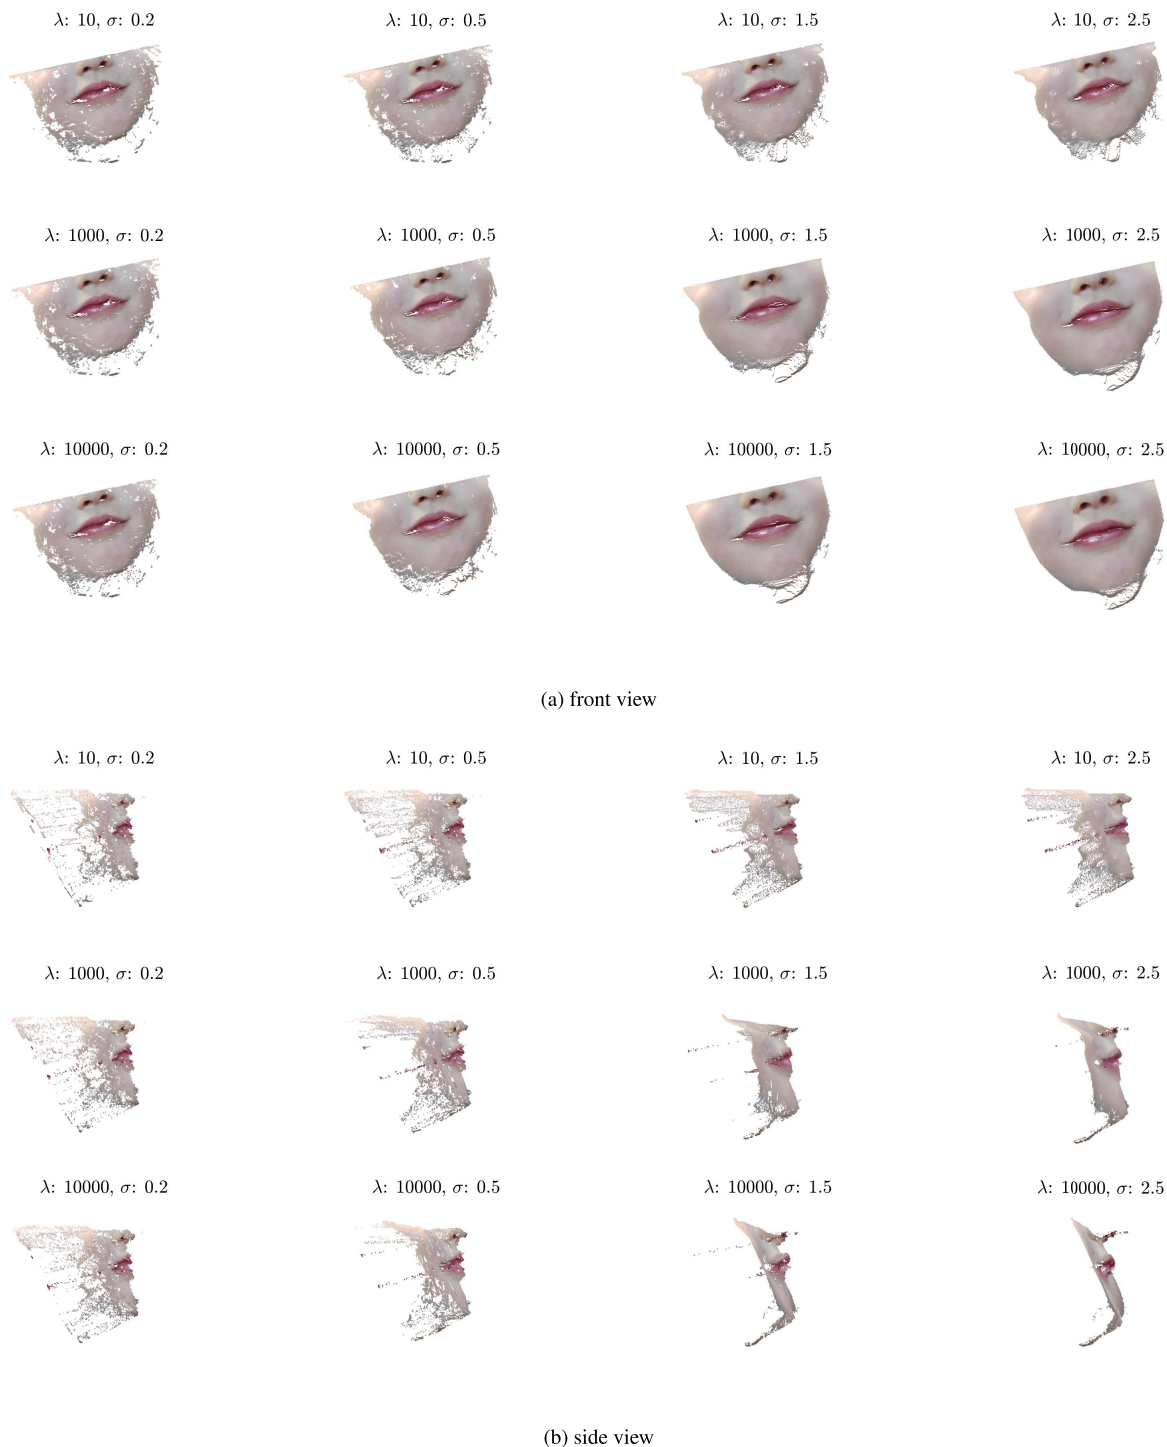 λ: 10, σ: 0.2 λ: 10, σ: 0.5 λ: 10, σ: 1.5 λ: 10, σ: 2.5
λ: 1000, σ: 0.2 λ: 1000, σ: 0.5 λ: 1000, σ: 1.5 λ: 1000, σ: 2.5
λ: 10000, σ: 0.2 λ: 10000, σ: 0.5 λ: 10000, σ: 1.5 λ: 10000, σ: 2.5
(a) front view
λ: 10, σ: 0.2 λ: 10, σ: 0.5 λ: 10, σ: 1.5 λ: 10, σ: 2.5
λ: 1000, σ: 0.2 λ: 1000, σ: 0.5 λ: 1000, σ: 1.5 λ: 1000, σ: 2.5
λ: 10000, σ: 0.2 λ: 10000, σ: 0.5 λ: 10000, σ: 1.5 λ: 10000, σ: 2.5
(b) side view